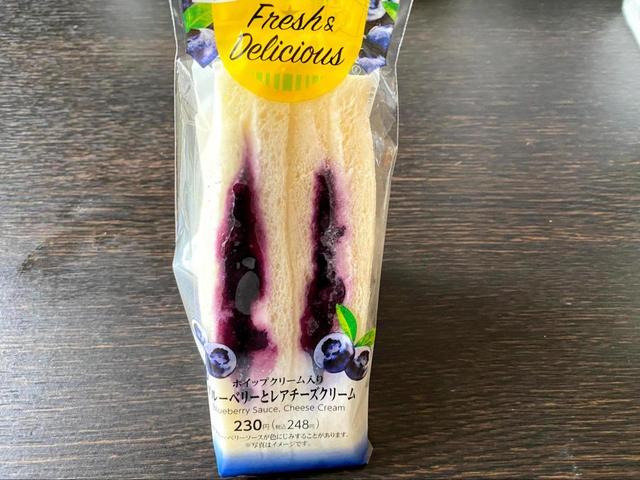 Fresh &
Delicious
ホイップクリーム入り
ルーベリーとレアチーズクリーム
lueberry Sauce, Cheese Cream
230円(税込248円)
ベリーソースが色にじみすることがあります。
※写真はイメージです。